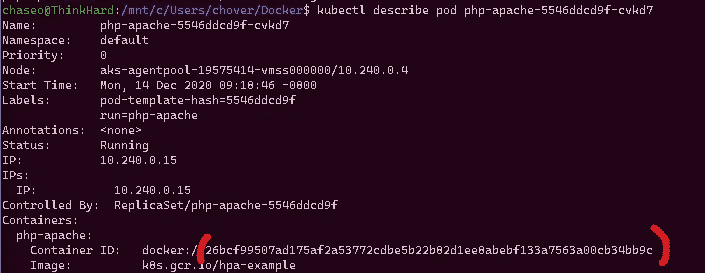 chaseo@ThinkHard:/mnt/c/Users/chover/Docker$ kubectl describe pod php-apache-5546ddcd9f-cvkd7
Name: php-apache-5546ddcd9f-cvkd7
Namespace: default
Priority: 0
Node: aks-agentpool-19575414-vmss000000/10.240.0.4
Start Time: Mon, 14 Dec 2020 09:18:46 -0800
Labels: pod-template-hash=5546ddcd9f
run=php-apache
Annotations: <none>
Status: Running
IP: 10.240.0.15
IPs:
IP: 10.240.0.15
Controlled By: ReplicaSet/php-apache-5546ddcd9f
Containers:
php-apache:
Container ID: docker:/ 26bcf99507ad175af2a53772cdbe5b22b02d1ee0abebf133a7563a00cb34bb9c
Image: k8s.gcr.io/hpa-example